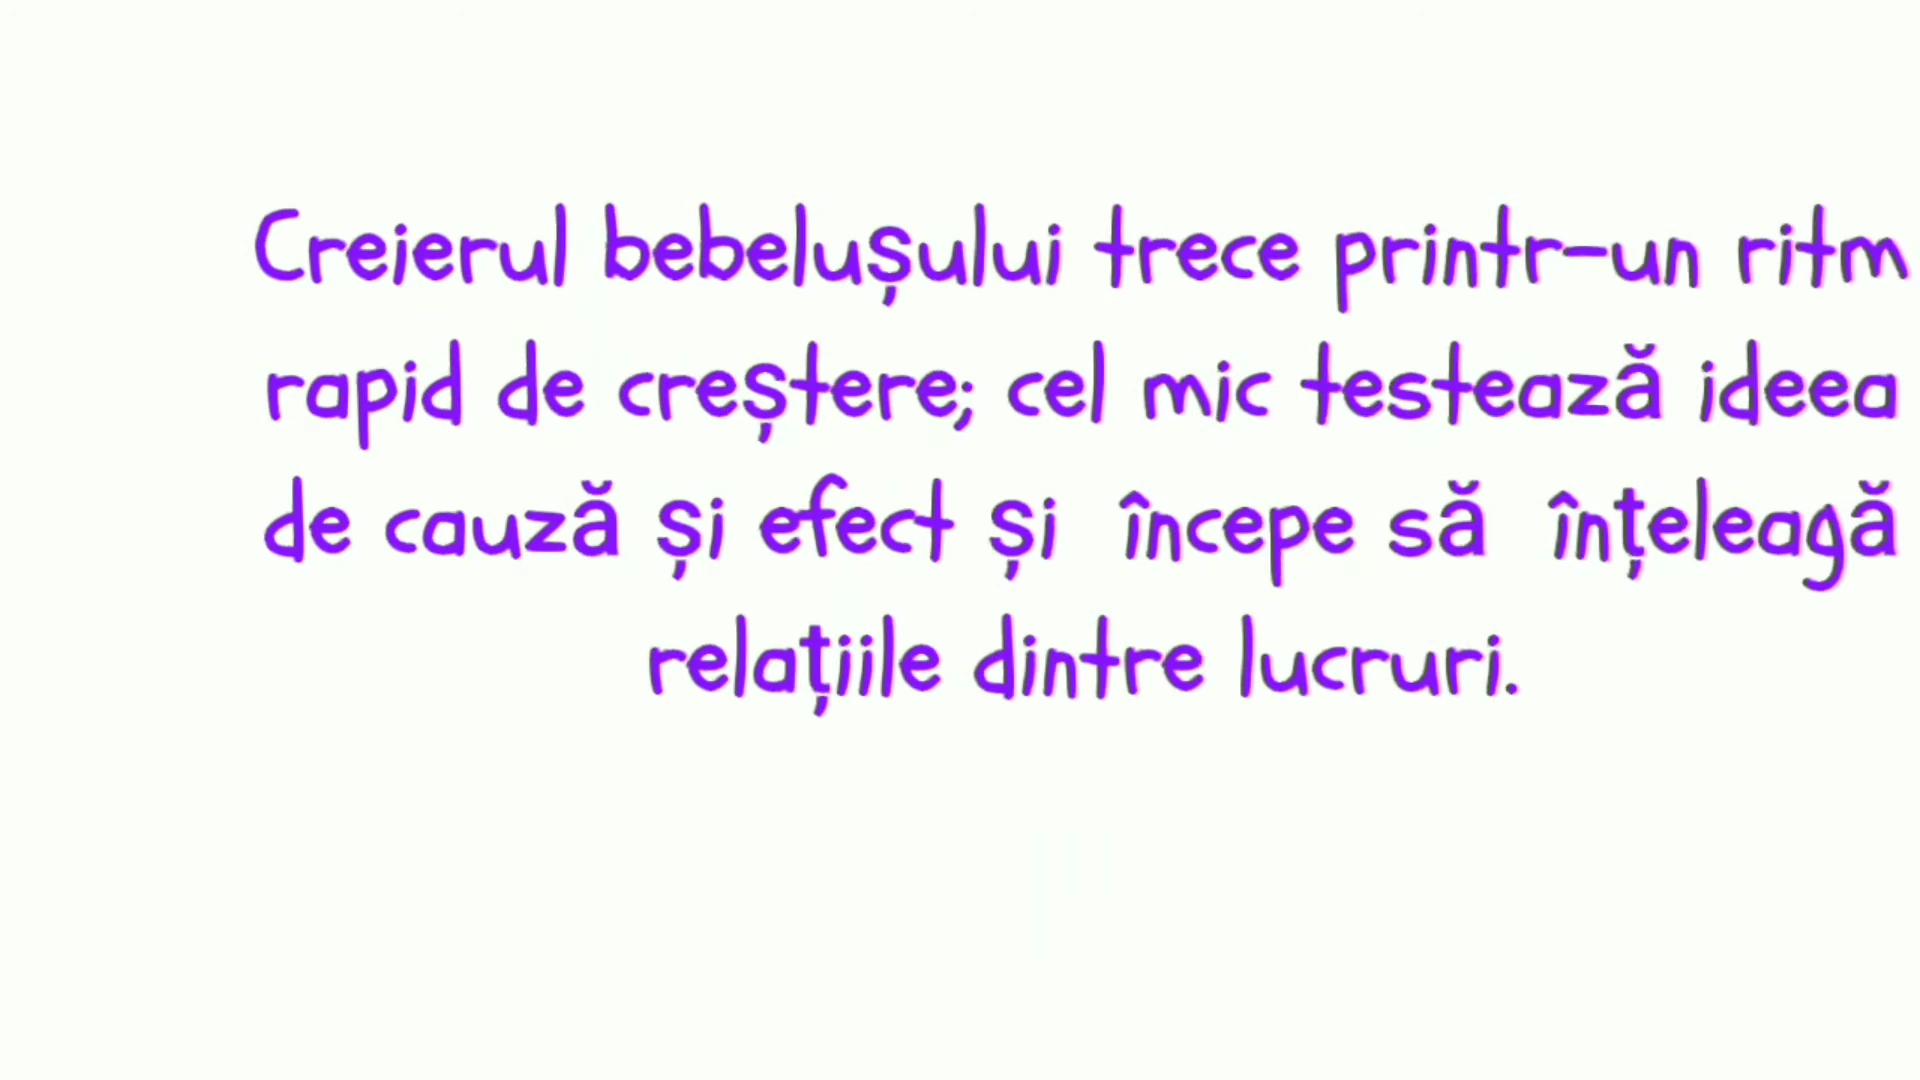 Creierul bebelușului trece printr-un ritm
rapid de creștere; cel mic testează ideea
de cauză și efect și  începe să  înțeleagă
relațiile dintre lucruri.